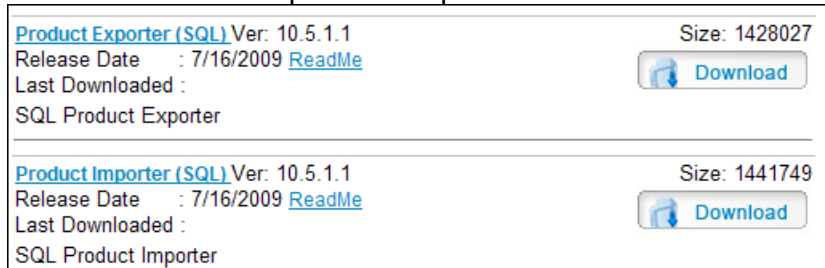 Product Exporter (SQL) Ver: 10.5.1.1 Size: 1428027
Release Date : 7/16/2009 ReadMe Download
Last Downloaded :
SQL Product Exporter
Product Importer (SQL) Ver: 10.5.1.1 Size: 1441749
Release Date : 7/16/2009 ReadMe Download
Last Downloaded :
SQL Product Importer